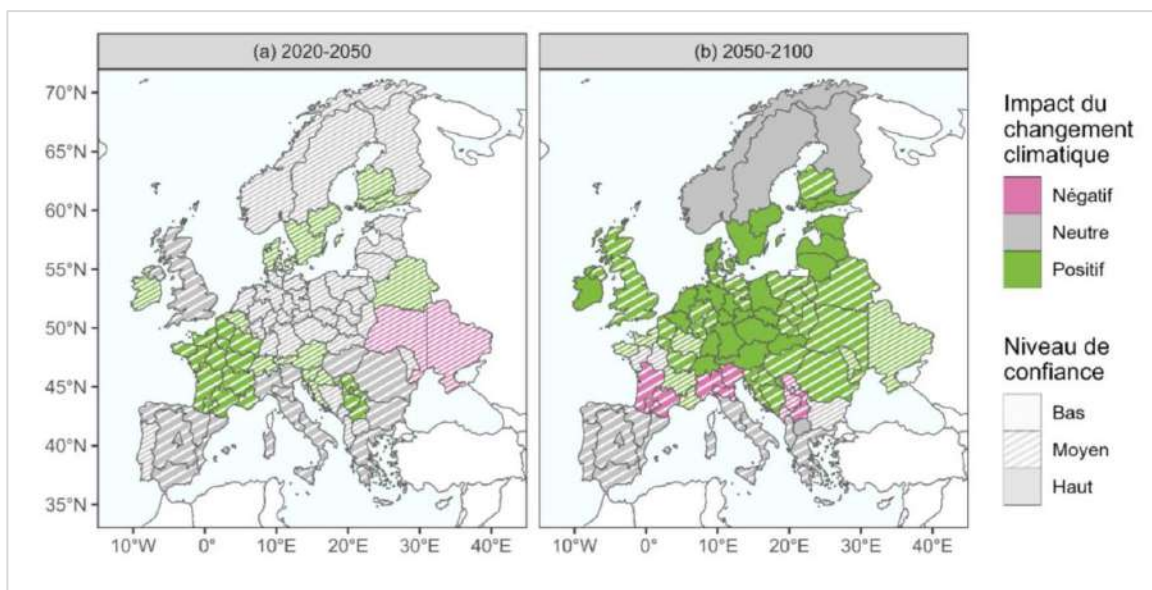 (a) 2020-2050
(b) 2050-2100
70°N
65°N
60°N
55°N
50°N
45°N
40°N
35°N
10°W 0° 10°E 20°E 30°E 40°E
10°W 0° 10°E 20°E 30°E 40°E
Impact du
changement
climatique
Négatif
Neutre
Positif
Niveau de
confiance
Bas
Moyen
Haut